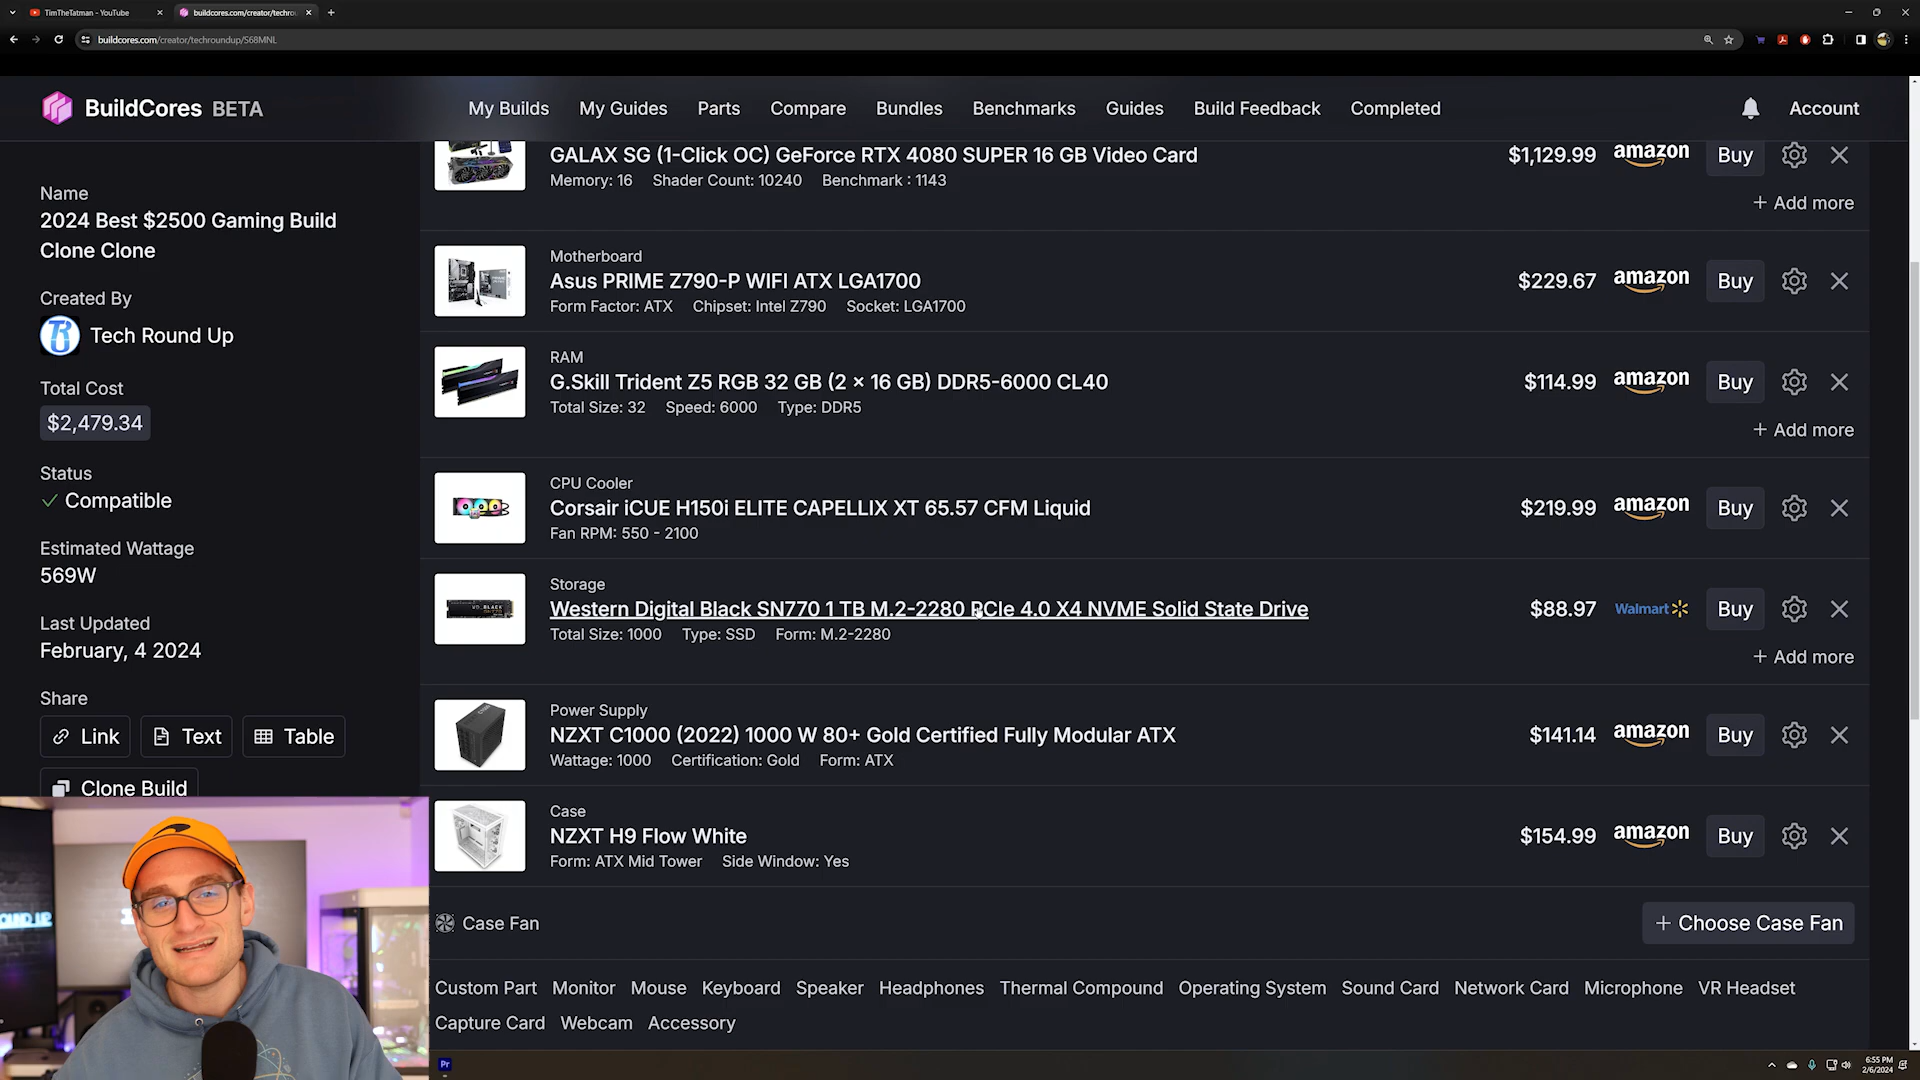 TimTheTatman - YouTube
buildcores.com/creator/techrou
buildcores.com/creator/techroundup/S68MNL
BuildCores BETA
My Builds My Guides Parts Compare Bundles Benchmarks Guides Build Feedback Completed
Account
Name
2024 Best $2500 Gaming Build
Clone Clone
Created By
Tech Round Up
Total Cost
$2,479.34
Status
Compatible
Estimated Wattage
569W
Last Updated
February, 4 2024
Share
Link Text Table
Clone Build
GALAX SG (1-Click OC) GeForce RTX 4080 SUPER 16 GB Video Card $1,129.99 amazon Buy
Memory: 16 Shader Count: 10240 Benchmark : 1143
+ Add more
Motherboard
Asus PRIME Z790-P WIFI ATX LGA1700 $229.67 amazon Buy
Form Factor: ATX Chipset: Intel Z790 Socket: LGA1700
RAM
G.Skill Trident Z5 RGB 32 GB (2 × 16 GB) DDR5-6000 CL40 $114.99 amazon Buy
Total Size: 32 Speed: 6000 Type: DDR5
+ Add more
CPU Cooler
Corsair iCUE H150i ELITE CAPELLIX XT 65.57 CFM Liquid $219.99 amazon Buy
Fan RPM: 550 - 2100
Storage
Western Digital Black SN770 1 TB M.2-2280 PCIe 4.0 X4 NVME Solid State Drive $88.97 Walmart Buy
Total Size: 1000 Type: SSD Form: M.2-2280
+ Add more
Power Supply
NZXT C1000 (2022) 1000 W 80+ Gold Certified Fully Modular ATX $141.14 amazon Buy
Wattage: 1000 Certification: Gold Form: ATX
Case
NZXT H9 Flow White $154.99 amazon Buy
Form: ATX Mid Tower Side Window: Yes
Case Fan
+ Choose Case Fan
Custom Part Monitor Mouse Keyboard Speaker Headphones Thermal Compound Operating System Sound Card Network Card Microphone VR Headset
Capture Card Webcam Accessory
OUND UP
Pr
6:55 PM
2/6/2024